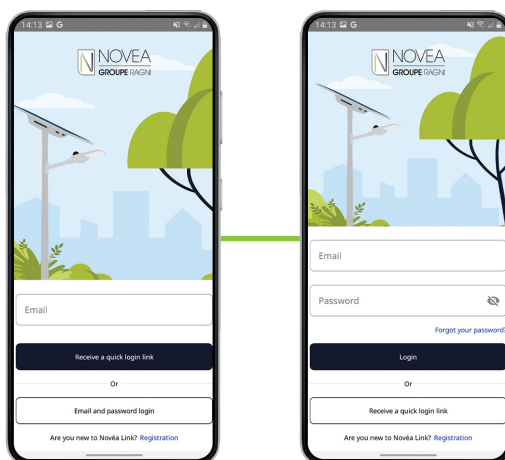 14:13 G
NOVEA
GROUPE RAGNI
Email
Receive a quick login link
Or
Email and password login
Are you new to Novéa Link? Registration
14:13 G
NOVEA
GROUPE RAGNI
Email
Password
Forgot your password?
Login
Or
Receive a quick login link
Are you new to Novéa Link? Registration